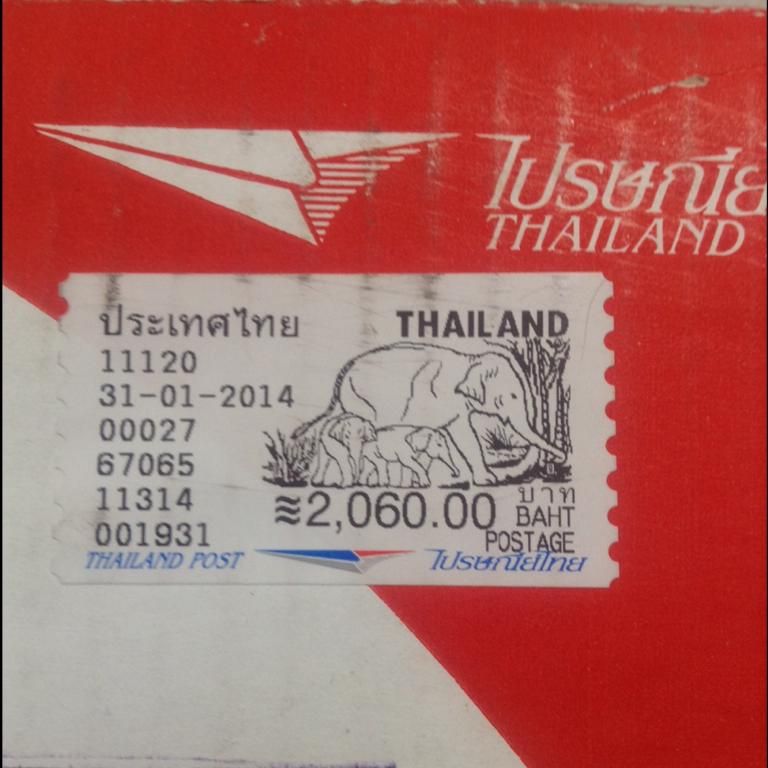 ไปรษณีย
THAILAND
ประเทศไทย
THAILAND
11120
31-01-2014
00027
67065
11314
001931
≋2,060.00
บาท
BAHT
POSTAGE
THAILAND POST
ไปรษณีย์ไทย